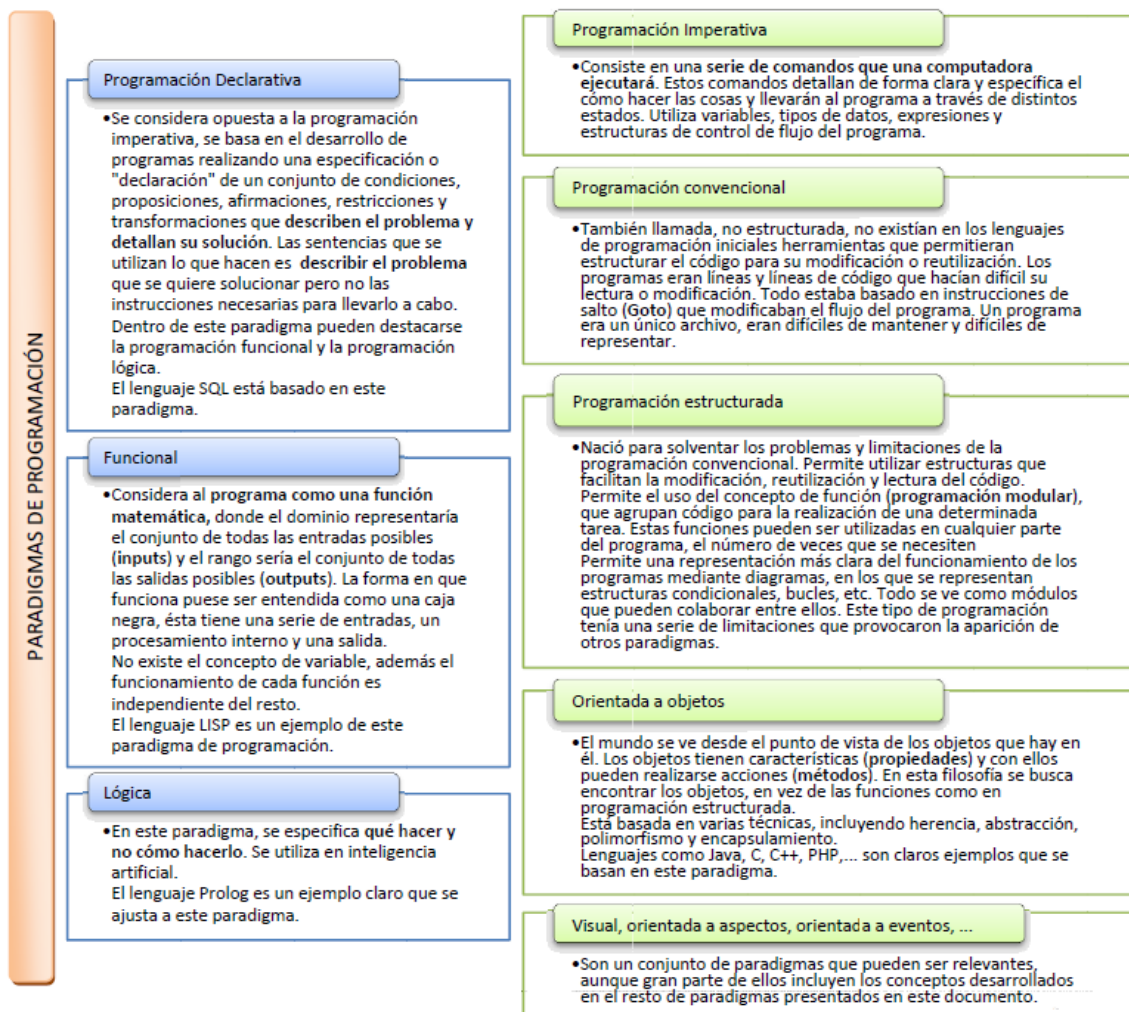 PARADIGMAS DE PROGRAMACIÓN
Programación Declarativa
•Se considera opuesta a la programación
imperativa, se basa en el desarrollo de
programas realizando una especificación o
"declaración" de un conjunto de condiciones,
proposiciones, afirmaciones, restricciones y
transformaciones que describen el problema y
detallan su solución. Las sentencias que se
utilizan lo que hacen es describir el problema
que se quiere solucionar pero no las
instrucciones necesarias para llevarlo a cabo.
Dentro de este paradigma pueden destacarse
la programación funcional y la programación
lógica.
El lenguaje SQL está basado en este
paradigma.
Funcional
•Considera al programa como una función
matemática, donde el dominio representaría
el conjunto de todas las entradas posibles
(inputs) y el rango sería el conjunto de todas
las salidas posibles (outputs). La forma en que
funciona puese ser entendida como una caja
negra, ésta tiene una serie de entradas, un
procesamiento interno y una salida.
No existe el concepto de variable, además el
funcionamiento de cada función es
independiente del resto.
El lenguaje LISP es un ejemplo de este
paradigma de programación.
Lógica
•En este paradigma, se especifica qué hacer y
no cómo hacerlo. Se utiliza en inteligencia
artificial.
El lenguaje Prolog es un ejemplo claro que se
ajusta a este paradigma.
Programación Imperativa
•Consiste en una serie de comandos que una computadora
ejecutará. Estos comandos detallan de forma clara y específica el
cómo hacer las cosas y llevarán al programa a través de distintos
estados. Utiliza variables, tipos de datos, expresiones y
estructuras de control de flujo del programa.
Programación convencional
•También llamada, no estructurada, no existían en los lenguajes
de programación iniciales herramientas que permitieran
estructurar el código para su modificación o reutilización. Los
programas eran líneas y líneas de código que hacían difícil su
lectura o modificación. Todo estaba basado en instrucciones de
salto (Goto) que modificaban el flujo del programa. Un programa
era un único archivo, eran difíciles de mantener y difíciles de
representar.
Programación estructurada
•Nació para solventar los problemas y limitaciones de la
programación convencional. Permite utilizar estructuras que
facilitan la modificación, reutilización y lectura del código.
Permite el uso del concepto de función (programación modular),
que agrupan código para la realización de una determinada
tarea. Estas funciones pueden ser utilizadas en cualquier parte
del programa, el número de veces que se necesiten
Permite una representación más clara del funcionamiento de los
programas mediante diagramas, en los que se representan
estructuras condicionales, bucles, etc. Todo se ve como módulos
que pueden colaborar entre ellos. Este tipo de programación
tenía una serie de limitaciones que provocaron la aparición de
otros paradigmas.
Orientada a objetos
•El mundo se ve desde el punto de vista de los objetos que hay en
él. Los objetos tienen características (propiedades) y con ellos
pueden realizarse acciones (métodos). En esta filosofía se busca
encontrar los objetos, en vez de las funciones como en
programación estructurada.
Está basada en varias técnicas, incluyendo herencia, abstracción,
polimorfismo y encapsulamiento.
Lenguajes como Java, C, C++, PHP,... son claros ejemplos que se
basan en este paradigma.
Visual, orientada a aspectos, orientada a eventos, ...
•Son un conjunto de paradigmas que pueden ser relevantes,
aunque gran parte de ellos incluyen los conceptos desarrollados
en el resto de paradigmas presentados en este documento.